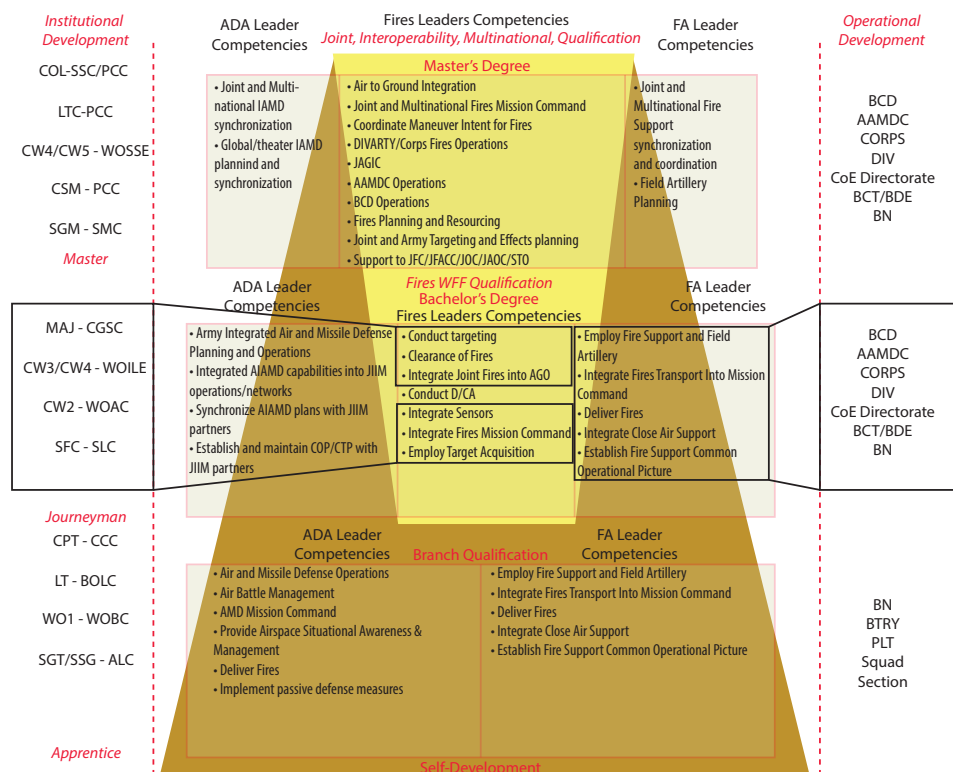 Institutional
Development
COL-SSC/PCC
LTC-PCC
CW4/CW5 - WOSSE
CSM - PCC
SGM - SMC
Master
ADA Leader
Competencies
Fires Leaders Competencies
Joint, Interoperability, Multinational, Qualification
FA Leader
Competencies
Operational
Development
Master's Degree
• Joint and Multi-
national IAMD
synchronization
• Global/theater IAMD
plannind and
synchronization
• Air to Ground Integration
• Joint and Multinational Fires Mission Command
• Coordinate Maneuver Intent for Fires
• DIVARTY/Corps Fires Operations
• JAGIC
• AAMDC Operations
• BCD Operations
• Fires Planning and Resourcing
• Joint and Army Targeting and Effects planning
• Support to JFC/JFACC/JOC/JAOC/STO
• Joint and
Multinational Fire
Support
synchronization
and coordination
• Field Artillery
Planning
BCD
AAMDC
CORPS
DIV
CoE Directorate
BCT/BDE
BN
ADA Leader
Competencies
Fires WFF Qualification
Bachelor's Degree
Fires Leaders Competencies
FA Leader
Competencies
MAJ - CGSC
CW3/CW4 - WOILE
CW2 - WOAC
SFC - SLC
• Army Integrated Air and Missile Defense
Planning and Operations
• Integrated AIAMD capabilities into JIIM
operations/networks
• Synchronize AIAMD plans with JIIM
partners
• Establish and maintain COP/CTP with
JIIM partners
• Conduct targeting
• Clearance of Fires
• Integrate Joint Fires into AGO
• Conduct D/CA
• Integrate Sensors
• Integrate Fires Mission Command
• Employ Target Acquisition
• Employ Fire Support and Field
Artillery
• Integrate Fires Transport Into Mission
Command
• Deliver Fires
• Integrate Close Air Support
• Establish Fire Support Common
Operational Picture
BCD
AAMDC
CORPS
DIV
CoE Directorate
BCT/BDE
BN
Journeyman
CPT - CCC
LT - BOLC
WO1 - WOBC
SGT/SSG - ALC
Apprentice
ADA Leader
Competencies
Branch Qualification
FA Leader
Competencies
• Air and Missile Defense Operations
• Air Battle Management
• AMD Mission Command
• Provide Airspace Situational Awareness &
Management
• Deliver Fires
• Implement passive defense measures
• Employ Fire Support and Field Artillery
• Integrate Fires Transport Into Mission Command
• Deliver Fires
• Integrate Close Air Support
• Establish Fire Support Common Operational Picture
BN
BTRY
PLT
Squad
Section
Self-Development